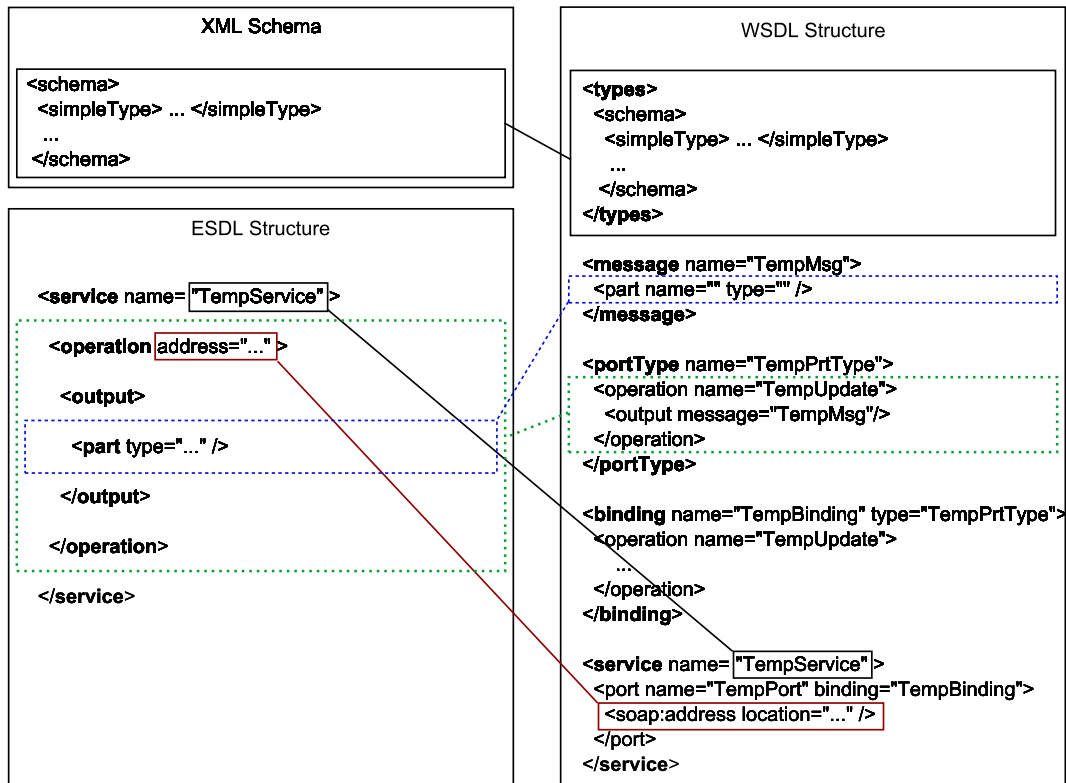 XML Schema
<schema>
<simpleType> ... </simpleType>
...
</schema>
ESDL Structure
<service name= "TempService" >
<operation address="..." >
<output>
<part type="..." />
</output>
</operation>
</service>
WSDL Structure
<types>
<schema>
<simpleType> ... </simpleType>
...
</schema>
</types>
<message name="TempMsg">
<part name="" type="" />
</message>
<portType name="TempPrtType">
<operation name="TempUpdate">
<output message="TempMsg"/>
</operation>
</portType>
<binding name="TempBinding" type="TempPrtType">
<operation name="TempUpdate">
...
</operation>
</binding>
<service name= "TempService" >
<port name="TempPort" binding="TempBinding">
<soap:address location="..." />
</port>
</service>